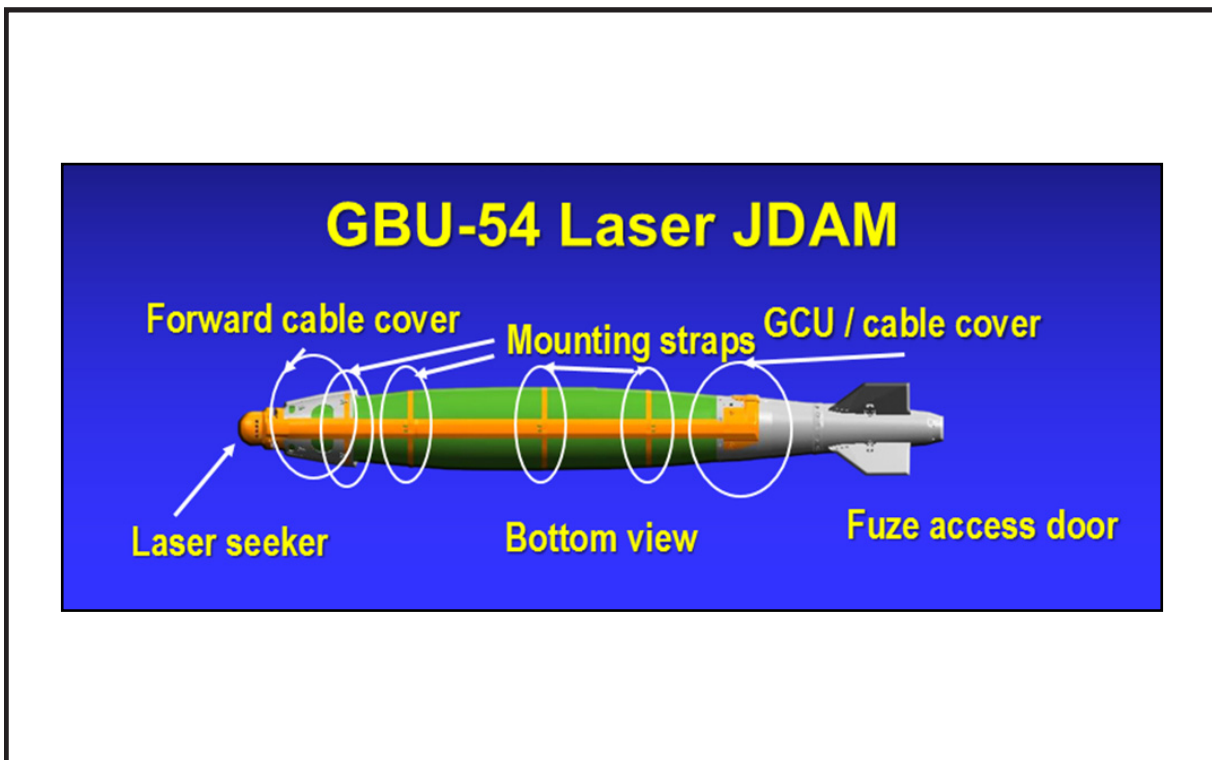 GBU-54 Laser JDAM
Forward cable cover
Mounting straps
GCU / cable cover
Laser seeker
Bottom view
Fuze access door